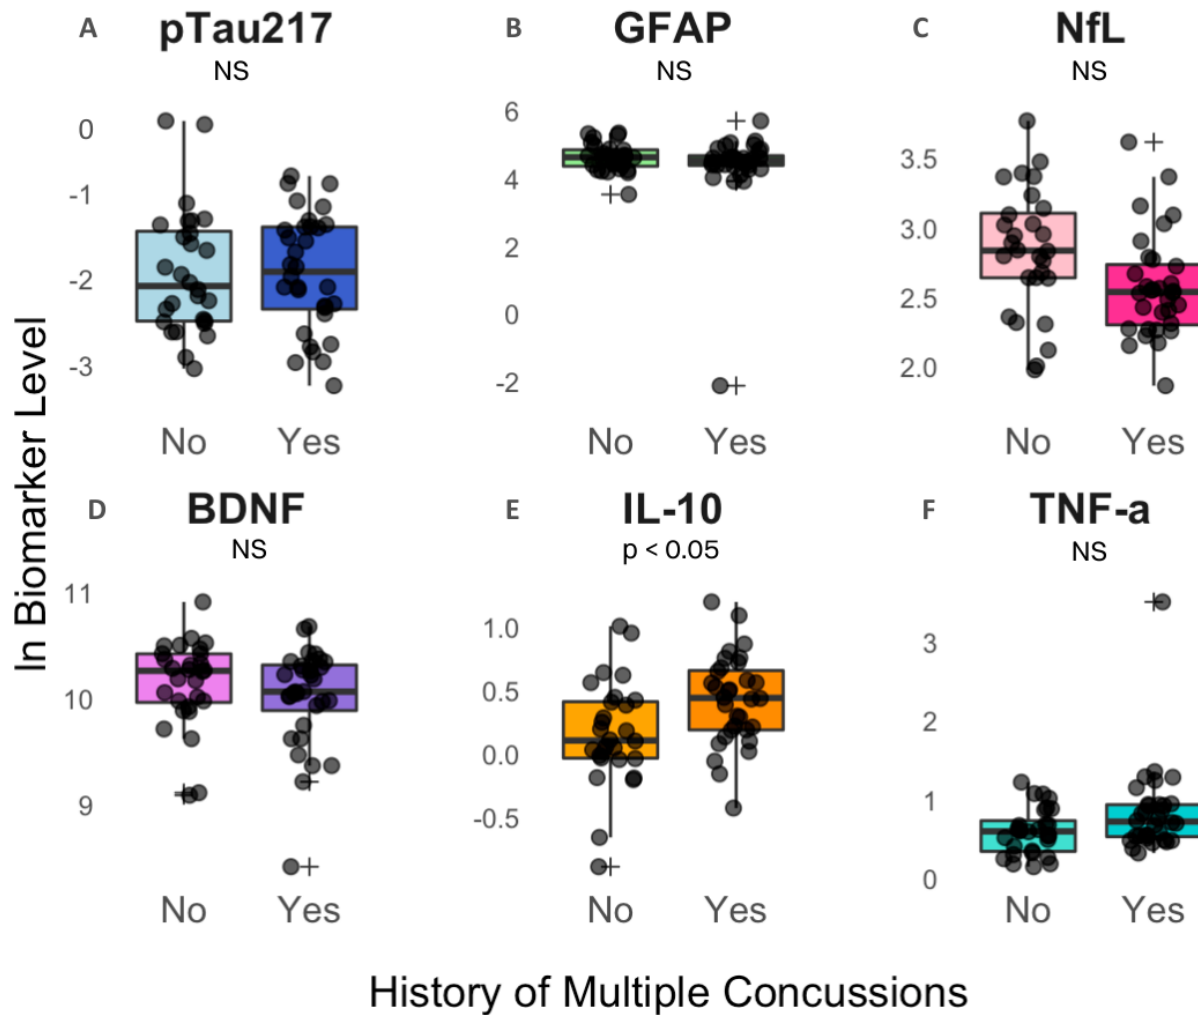 A pTau217
NS
0
-1
-2
-3
No Yes
B GFAP
NS
6
4
2
0
-2
No Yes
C NfL
NS
3.5
3.0
2.5
2.0
No Yes
ln Biomarker Level
D BDNF
NS
11
10
9
No Yes
E IL-10
p < 0.05
1.0
0.5
0.0
-0.5
No Yes
F TNF-a
NS
3
2
1
0
No Yes
History of Multiple Concussions